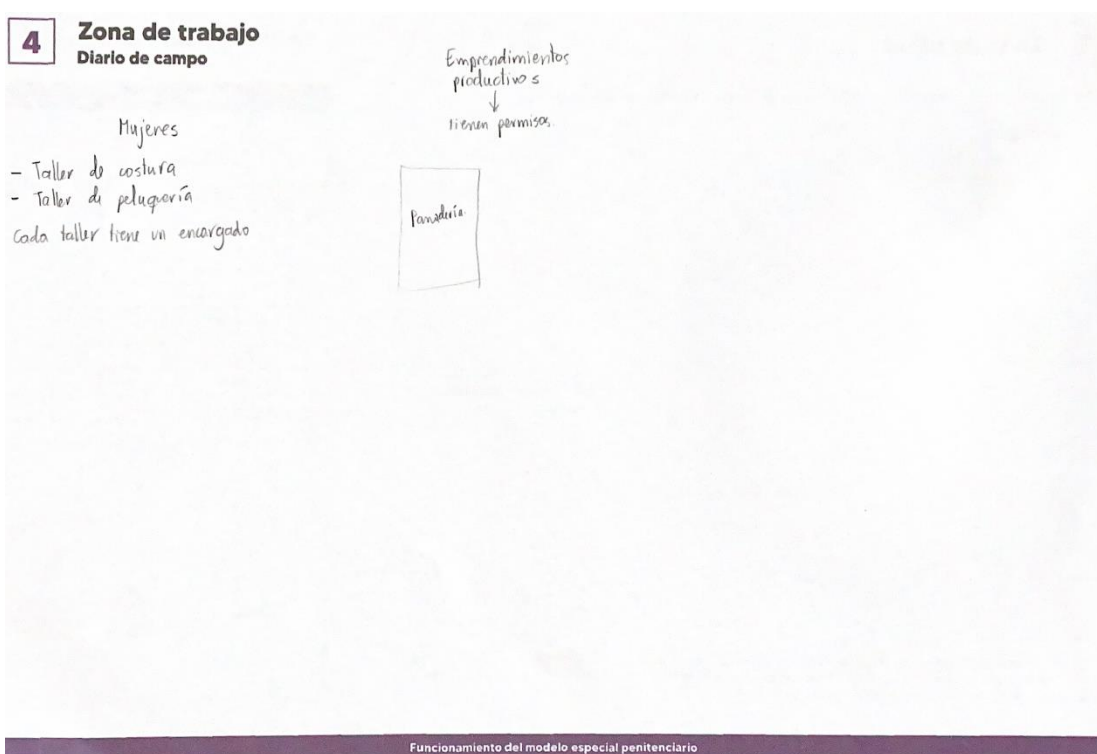 4
Zona de trabajo
Diario de campo
Mujeres
- Taller de costura
- Taller de peluquería
Cada taller tiene un encargado
Emprendimientos
productivos
↓
tienen permisos.
Panadería.
Funcionamiento del modelo especial penitenciario